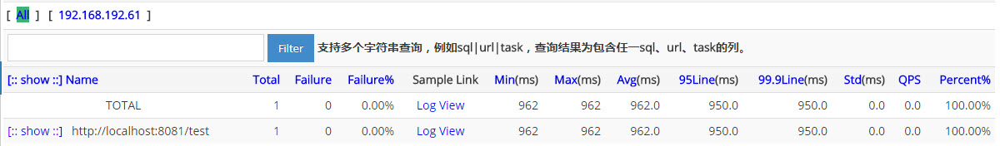 [ All ] [ 192.168.192.61 ]
Filter 支持多个字符串查询，例如sql|url|task，查询结果为包含任一sql、url、task的列。
[:: show ::] Name Total Failure Failure% Sample Link Min(ms) Max(ms) Avg(ms) 95Line(ms) 99.9Line(ms) Std(ms) QPS Percent%
TOTAL 1 0 0.00% Log View 962 962 962.0 950.0 950.0 0.0 0.0 100.00%
[:: show ::] http://localhost:8081/test 1 0 0.00% Log View 962 962 962.0 950.0 950.0 0.0 0.0 100.00%